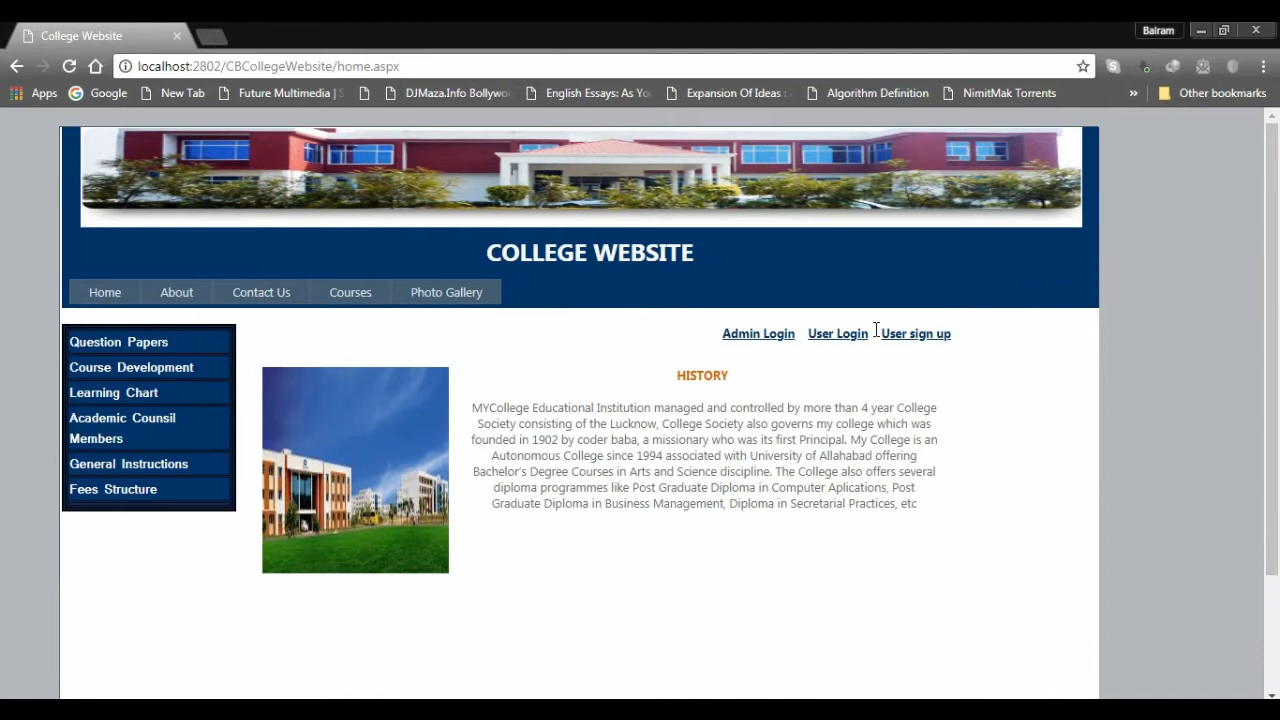 College Website
Balram
localhost:2802/CBCollegeWebsite/home.aspx
Apps Google New Tab Future Multimedia | S DJMaza.Info Bollywo English Essays: As Yo Expansion Of Ideas : Algorithm Definition NimitMak Torrents » Other bookmarks
COLLEGE WEBSITE
Home About Contact Us Courses Photo Gallery
Admin Login User Login User sign up
Question Papers
Course Development
Learning Chart
Academic Counsil
Members
General Instructions
Fees Structure
HISTORY
MYCollege Educational Institution managed and controlled by more than 4 year College
Society consisting of the Lucknow, College Society also governs my college which was
founded in 1902 by coder baba, a missionary who was its first Principal. My College is an
Autonomous College since 1994 associated with University of Allahabad offering
Bachelor's Degree Courses in Arts and Science discipline. The College also offers several
diploma programmes like Post Graduate Diploma in Computer Aplications, Post
Graduate Diploma in Business Management, Diploma in Secretarial Practices, etc